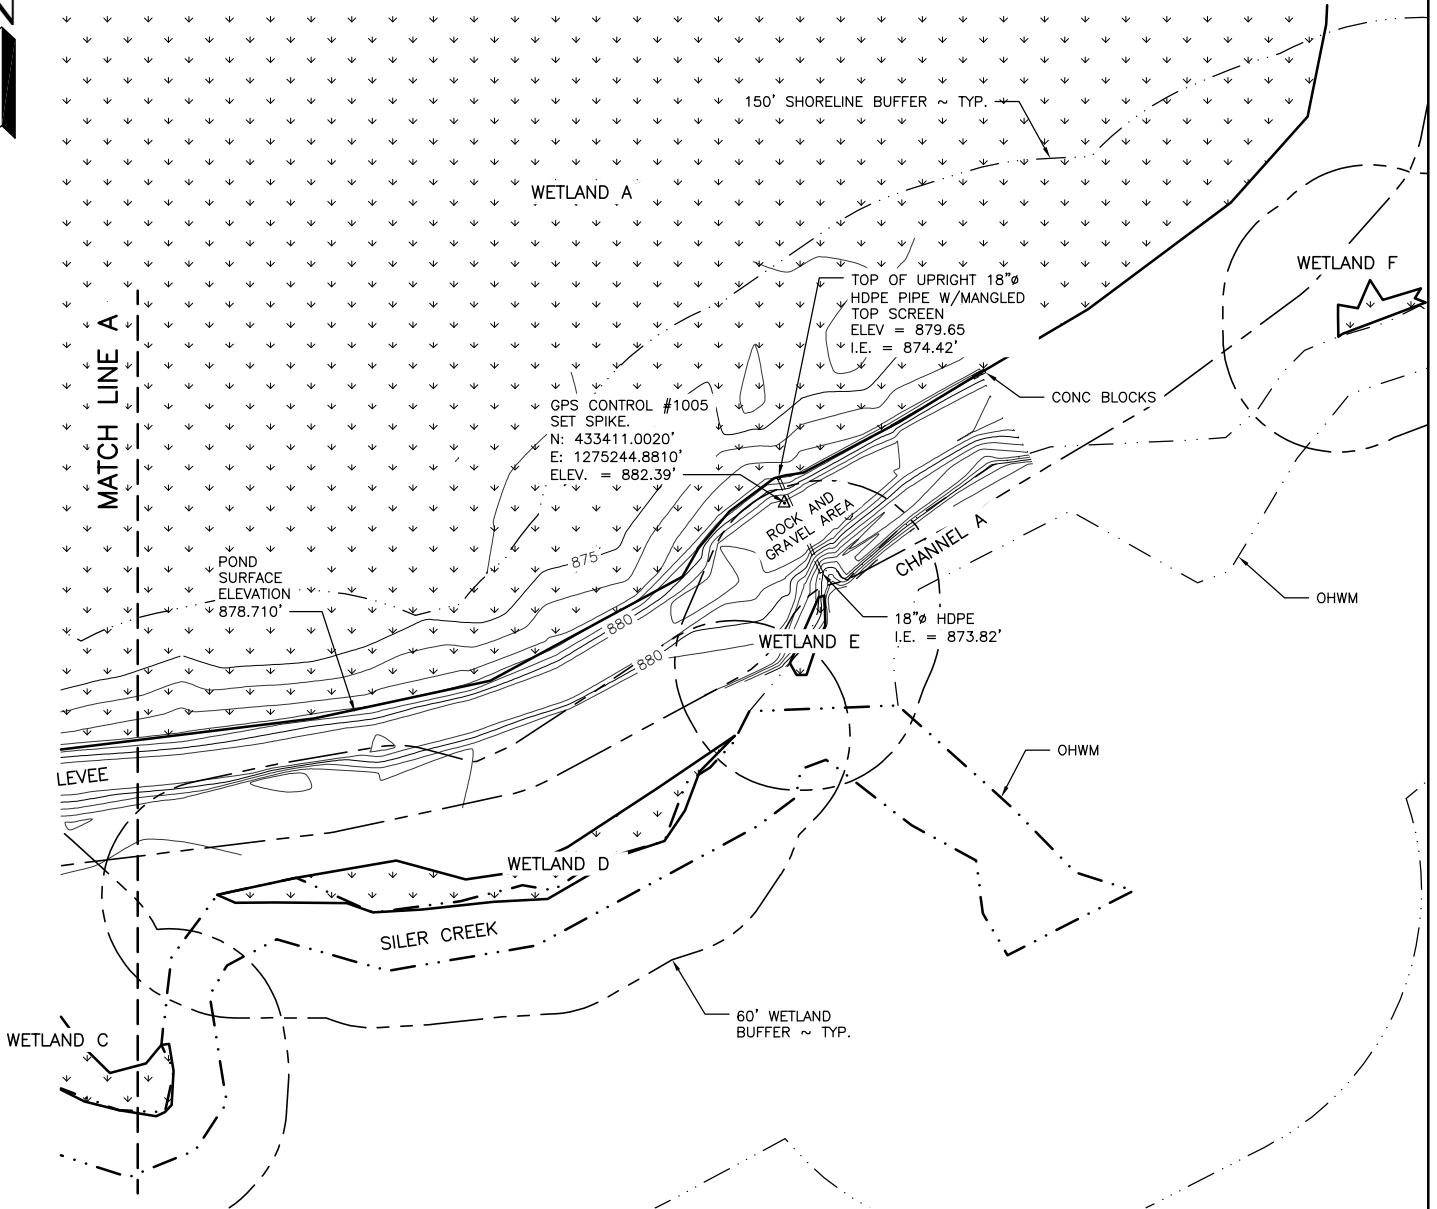 150' SHORELINE BUFFER ~ TYP.
WETLAND A
WETLAND F
TOP OF UPRIGHT 18"ø
HDPE PIPE W/MANGLED
TOP SCREEN
ELEV = 879.65
I.E. = 874.42'
MATCH LINE A
GPS CONTROL #1005
SET SPIKE.
N: 433411.0020'
E: 1275244.8810'
ELEV. = 882.39'
CONC BLOCKS
ROCK AND
GRAVEL AREA
CHANNEL A
875
POND
SURFACE
ELEVATION
878.710'
OHWM
880
18"ø HDPE
I.E. = 873.82'
WETLAND E
880
OHWM
LEVEE
WETLAND D
SILER CREEK
60' WETLAND
BUFFER ~ TYP.
WETLAND C